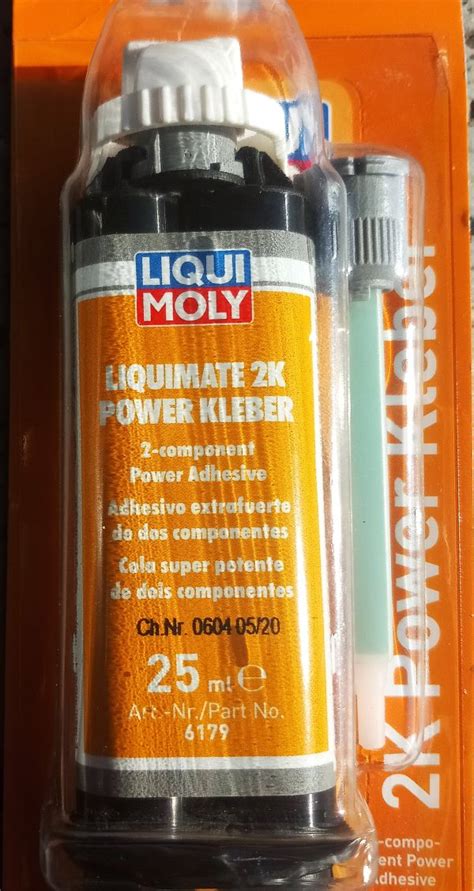 LIQUI
MOLY
LIQUIMATE 2K
POWER KLEBER
2-component
Power Adhesive
Adhesivo extrafuerte
de dos componentes
Cola super potente
de dois componentes
Ch.Nr. 0604 05/20
25 ml ℮
Art.-Nr./Part No.
6179
2K Power Kleber
-compo-
ent Power
Adhesive